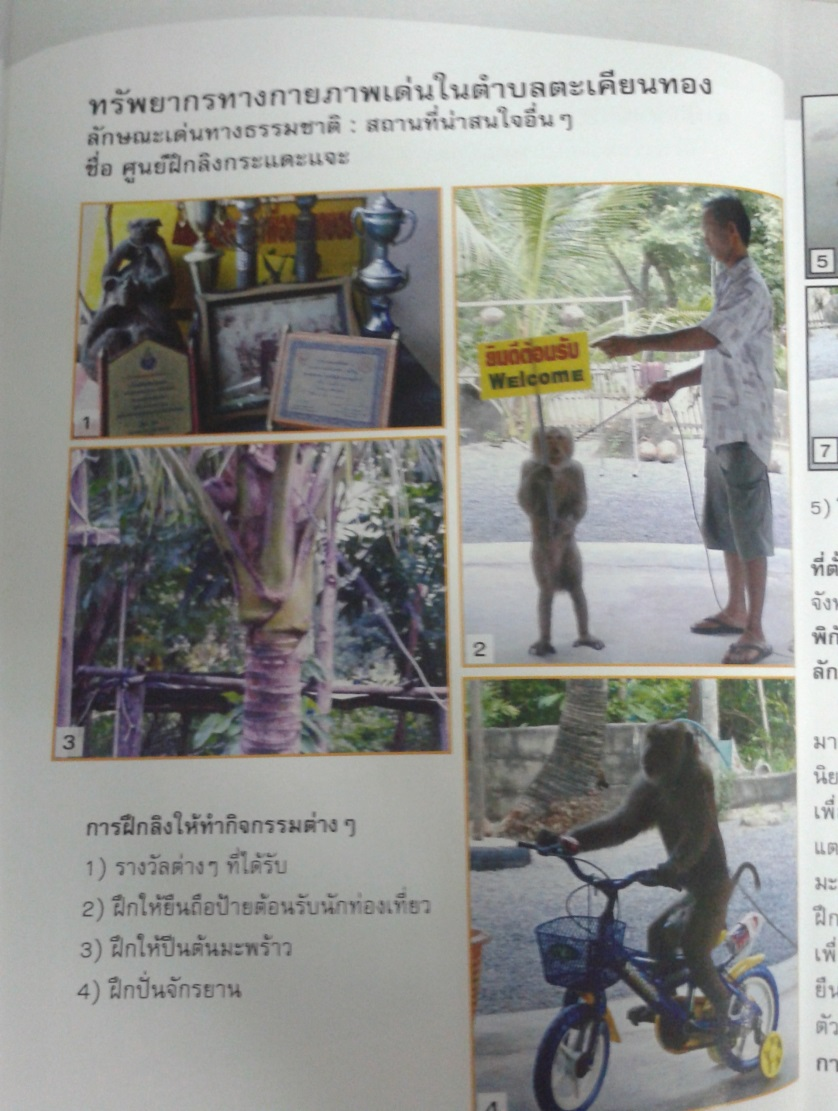 ทรัพยากรทางกายภาพเด่นในตำบลตะเคียนทอง
ลักษณะเด่นทางธรรมชาติ : สถานที่น่าสนใจอื่นๆ
ชื่อ ศูนย์ฝึกลิงกระแดะแจะ
1
ยินดีต้อนรับ
Welcome
2
3
4
การฝึกลิงให้ทำกิจกรรมต่างๆ
1) รางวัลต่างๆ ที่ได้รับ
2) ฝึกให้ยืนถือป้ายต้อนรับนักท่องเที่ยว
3) ฝึกให้ปีนต้นมะพร้าว
4) ฝึกปั่นจักรยาน
5
7
5)